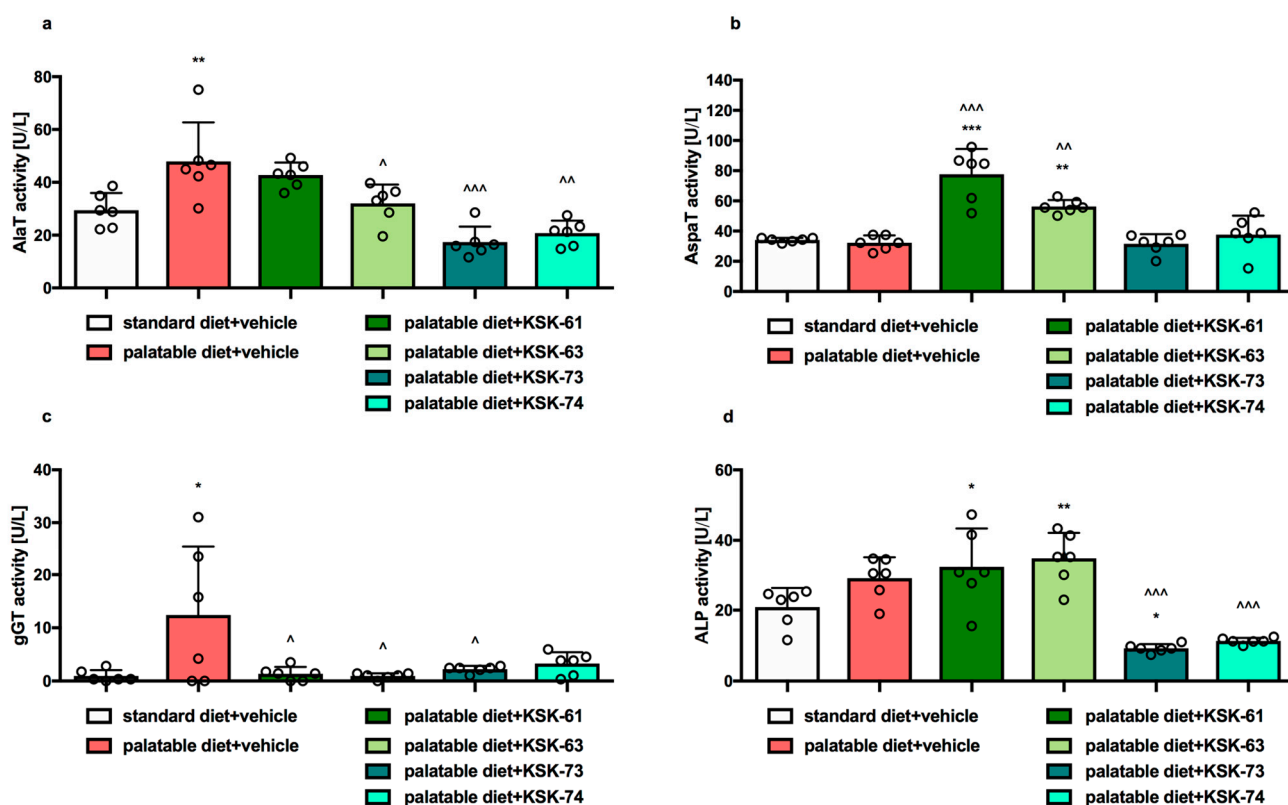 a
AlaT activity [U/L]
80
60
40
20
0
**
^
^^^
^^
standard diet+vehicle
palatable diet+vehicle
palatable diet+KSK-61
palatable diet+KSK-63
palatable diet+KSK-73
palatable diet+KSK-74
b
AspaT activity [U/L]
140
120
100
80
60
40
20
0
^^^
***
^^
**
standard diet+vehicle
palatable diet+vehicle
palatable diet+KSK-61
palatable diet+KSK-63
palatable diet+KSK-73
palatable diet+KSK-74
c
gGT activity [U/L]
40
30
20
10
0
*
^
^
^
standard diet+vehicle
palatable diet+vehicle
palatable diet+KSK-61
palatable diet+KSK-63
palatable diet+KSK-73
palatable diet+KSK-74
d
ALP activity [U/L]
60
40
20
0
*
**
^^^
*
^^^
standard diet+vehicle
palatable diet+vehicle
palatable diet+KSK-61
palatable diet+KSK-63
palatable diet+KSK-73
palatable diet+KSK-74